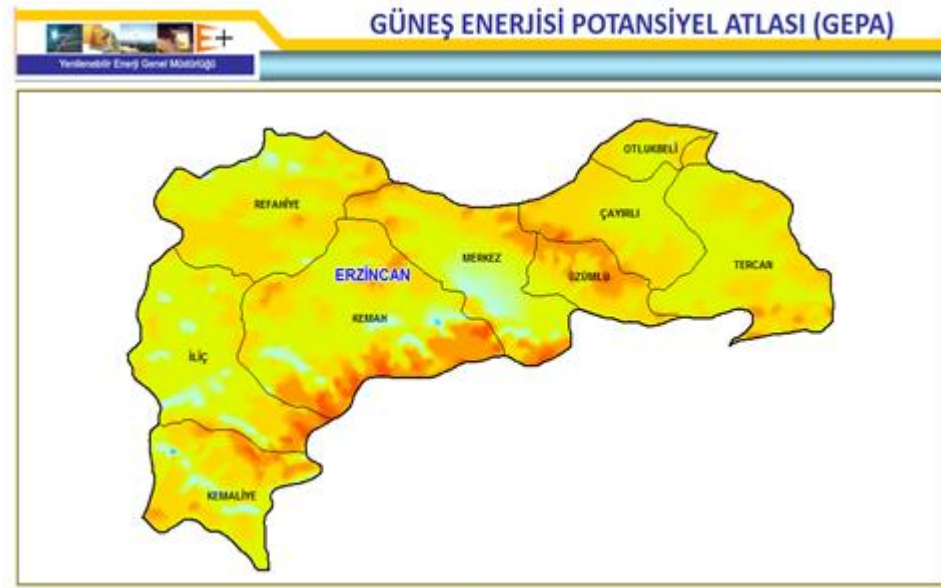 GÜNEŞ ENERJİSİ POTANSİYEL ATLASI (GEPA)
E+
Yenilenebilir Enerji Genel Müdürlüğü
OTLUKBELİ
REFAHİYE
ÇAYIRLI
MERKEZ
TERCAN
ERZİNCAN
ÜZÜMLÜ
KEMAH
İLİÇ
KEMALİYE